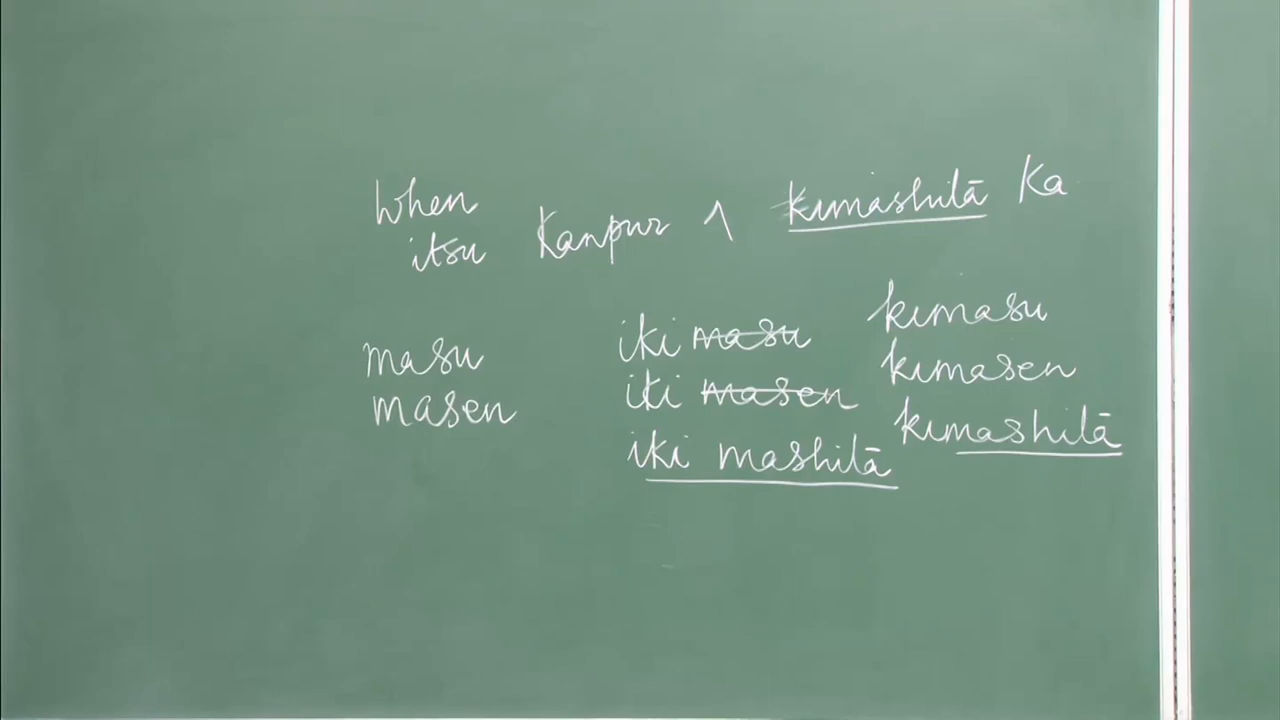 when
itsu Kanpur ^ kimashitā Ka
masu iki masu kimasu
masen iki masen kimasen
iki mashitā kimashitā